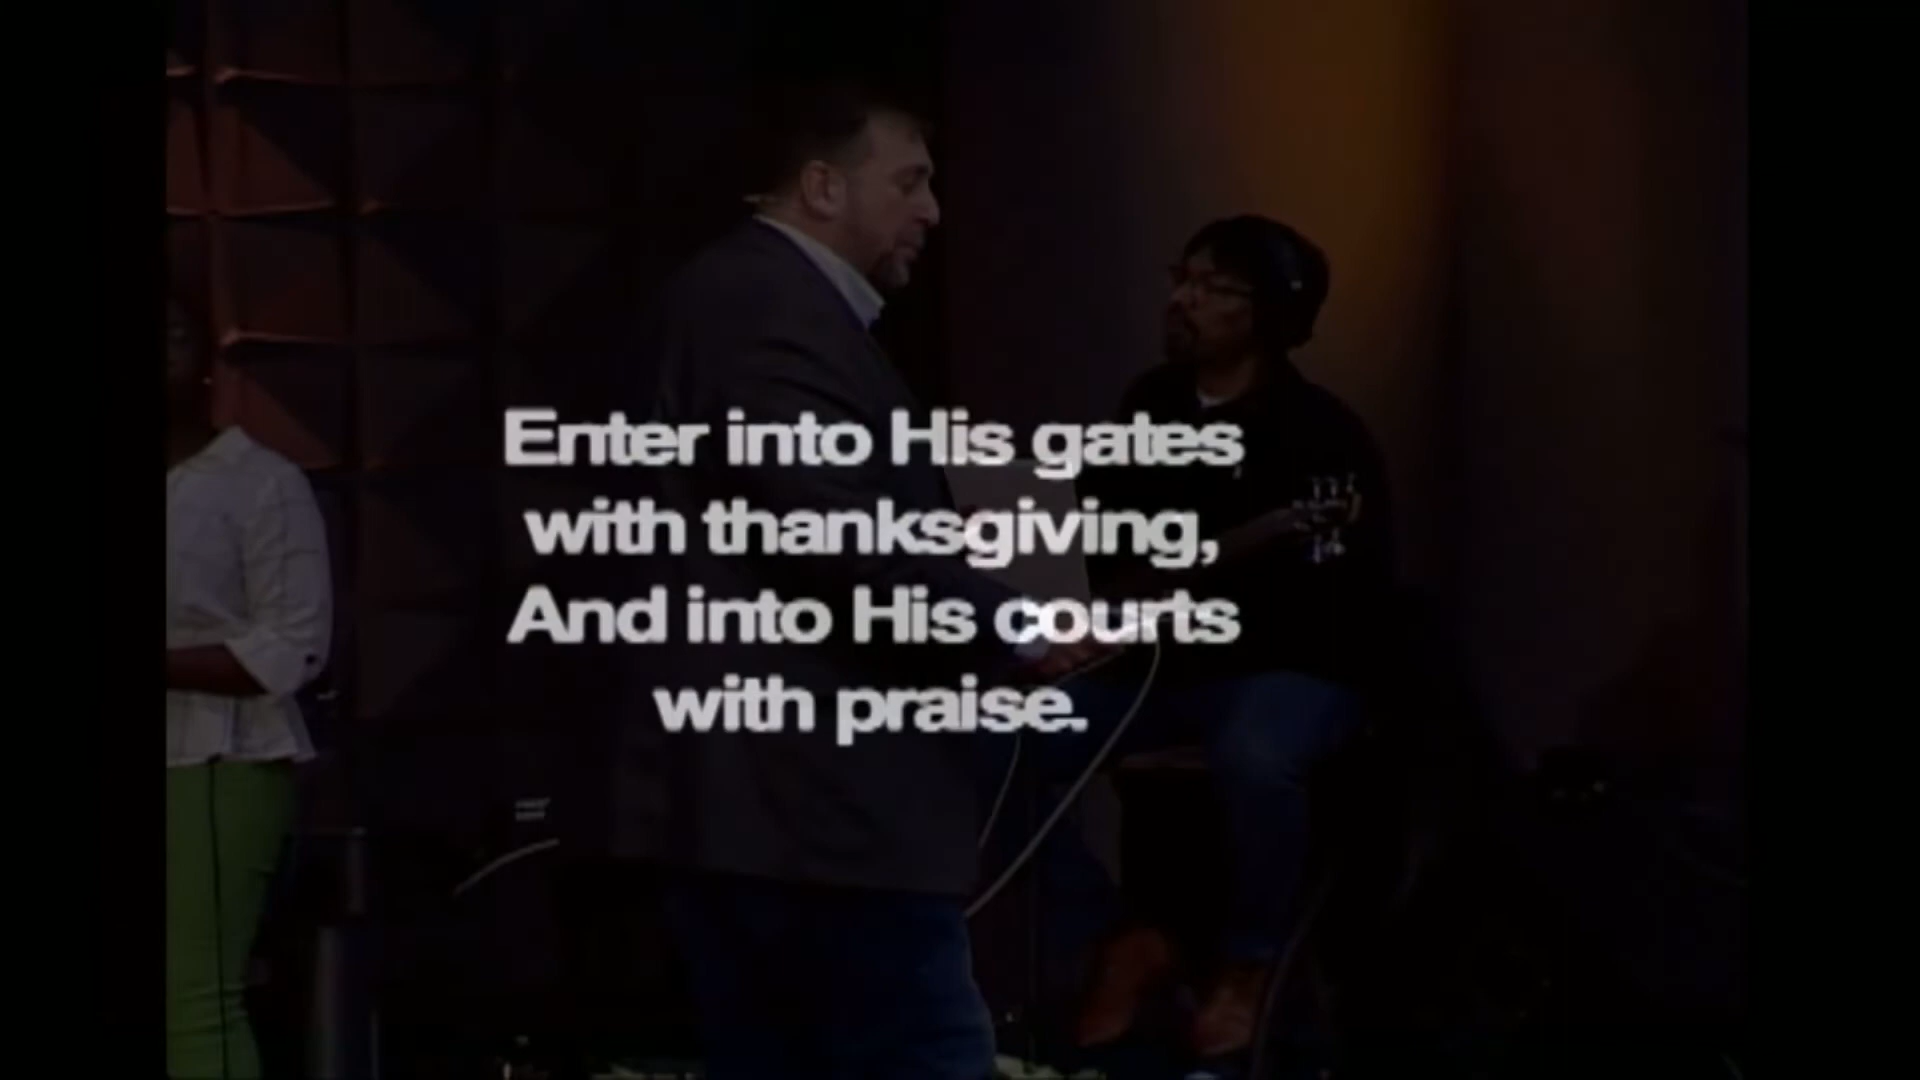 Enter into His gates
with thanksgiving,
And into His courts
with praise.